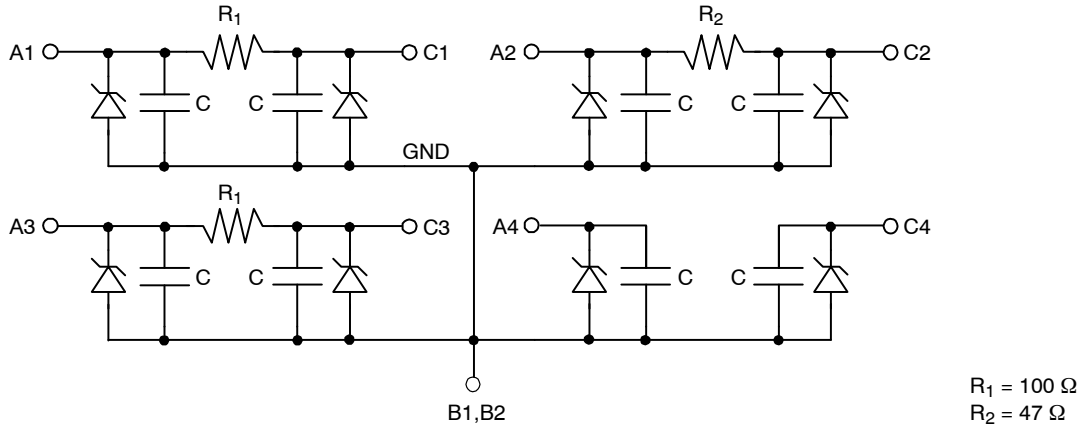 R1 R2
A1 C1 A2 C2
C C C C
GND
R1
A3 C3 A4 C4
C C C C
B1,B2
R1 = 100 Ω
R2 = 47 Ω